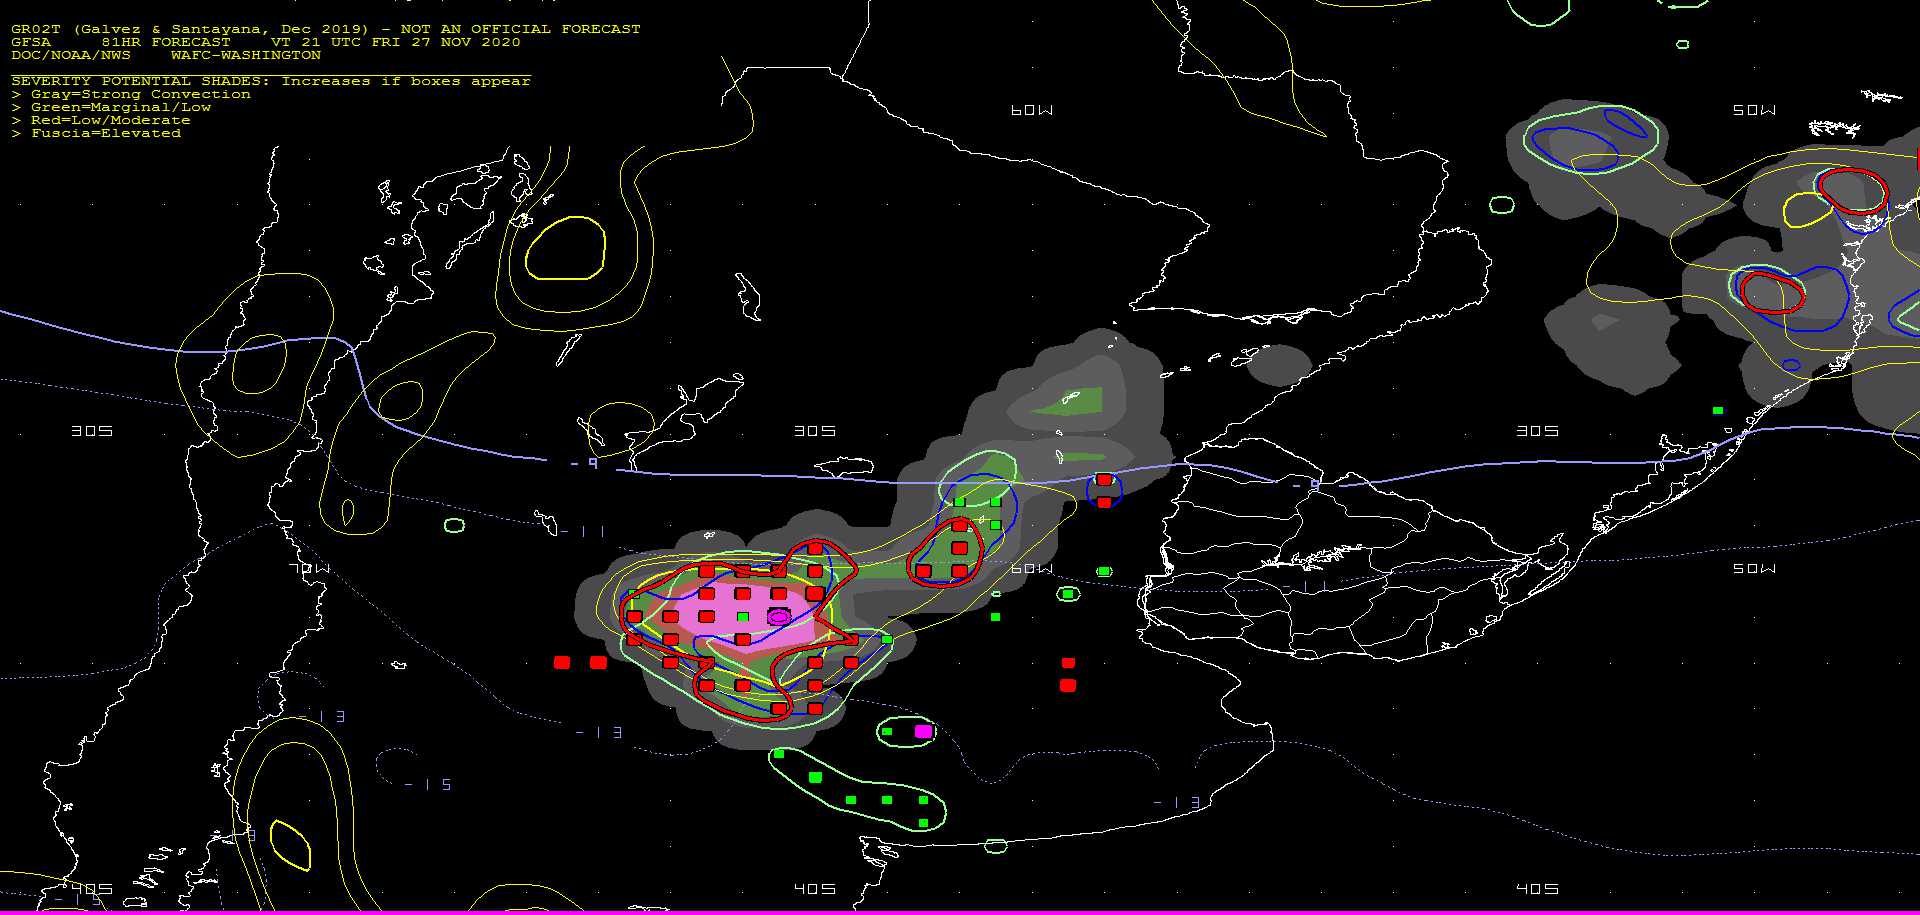 GR02T (Galvez & Santayana, Dec 2019) - NOT AN OFFICIAL FORECAST
GFSA 81HR FORECAST VT 21 UTC FRI 27 NOV 2020
DOC/NOAA/NWS WAFC-WASHINGTON
SEVERITY POTENTIAL SHADES: Increases if boxes appear
> Gray=Strong Convection
> Green=Marginal/Low
> Red=Low/Moderate
> Fuscia=Elevated
60W 50W
30S 30S 30S
-9 -9
-11
70W 60W -11 50W
-13
-13
-15
-13
40S 40S 40S